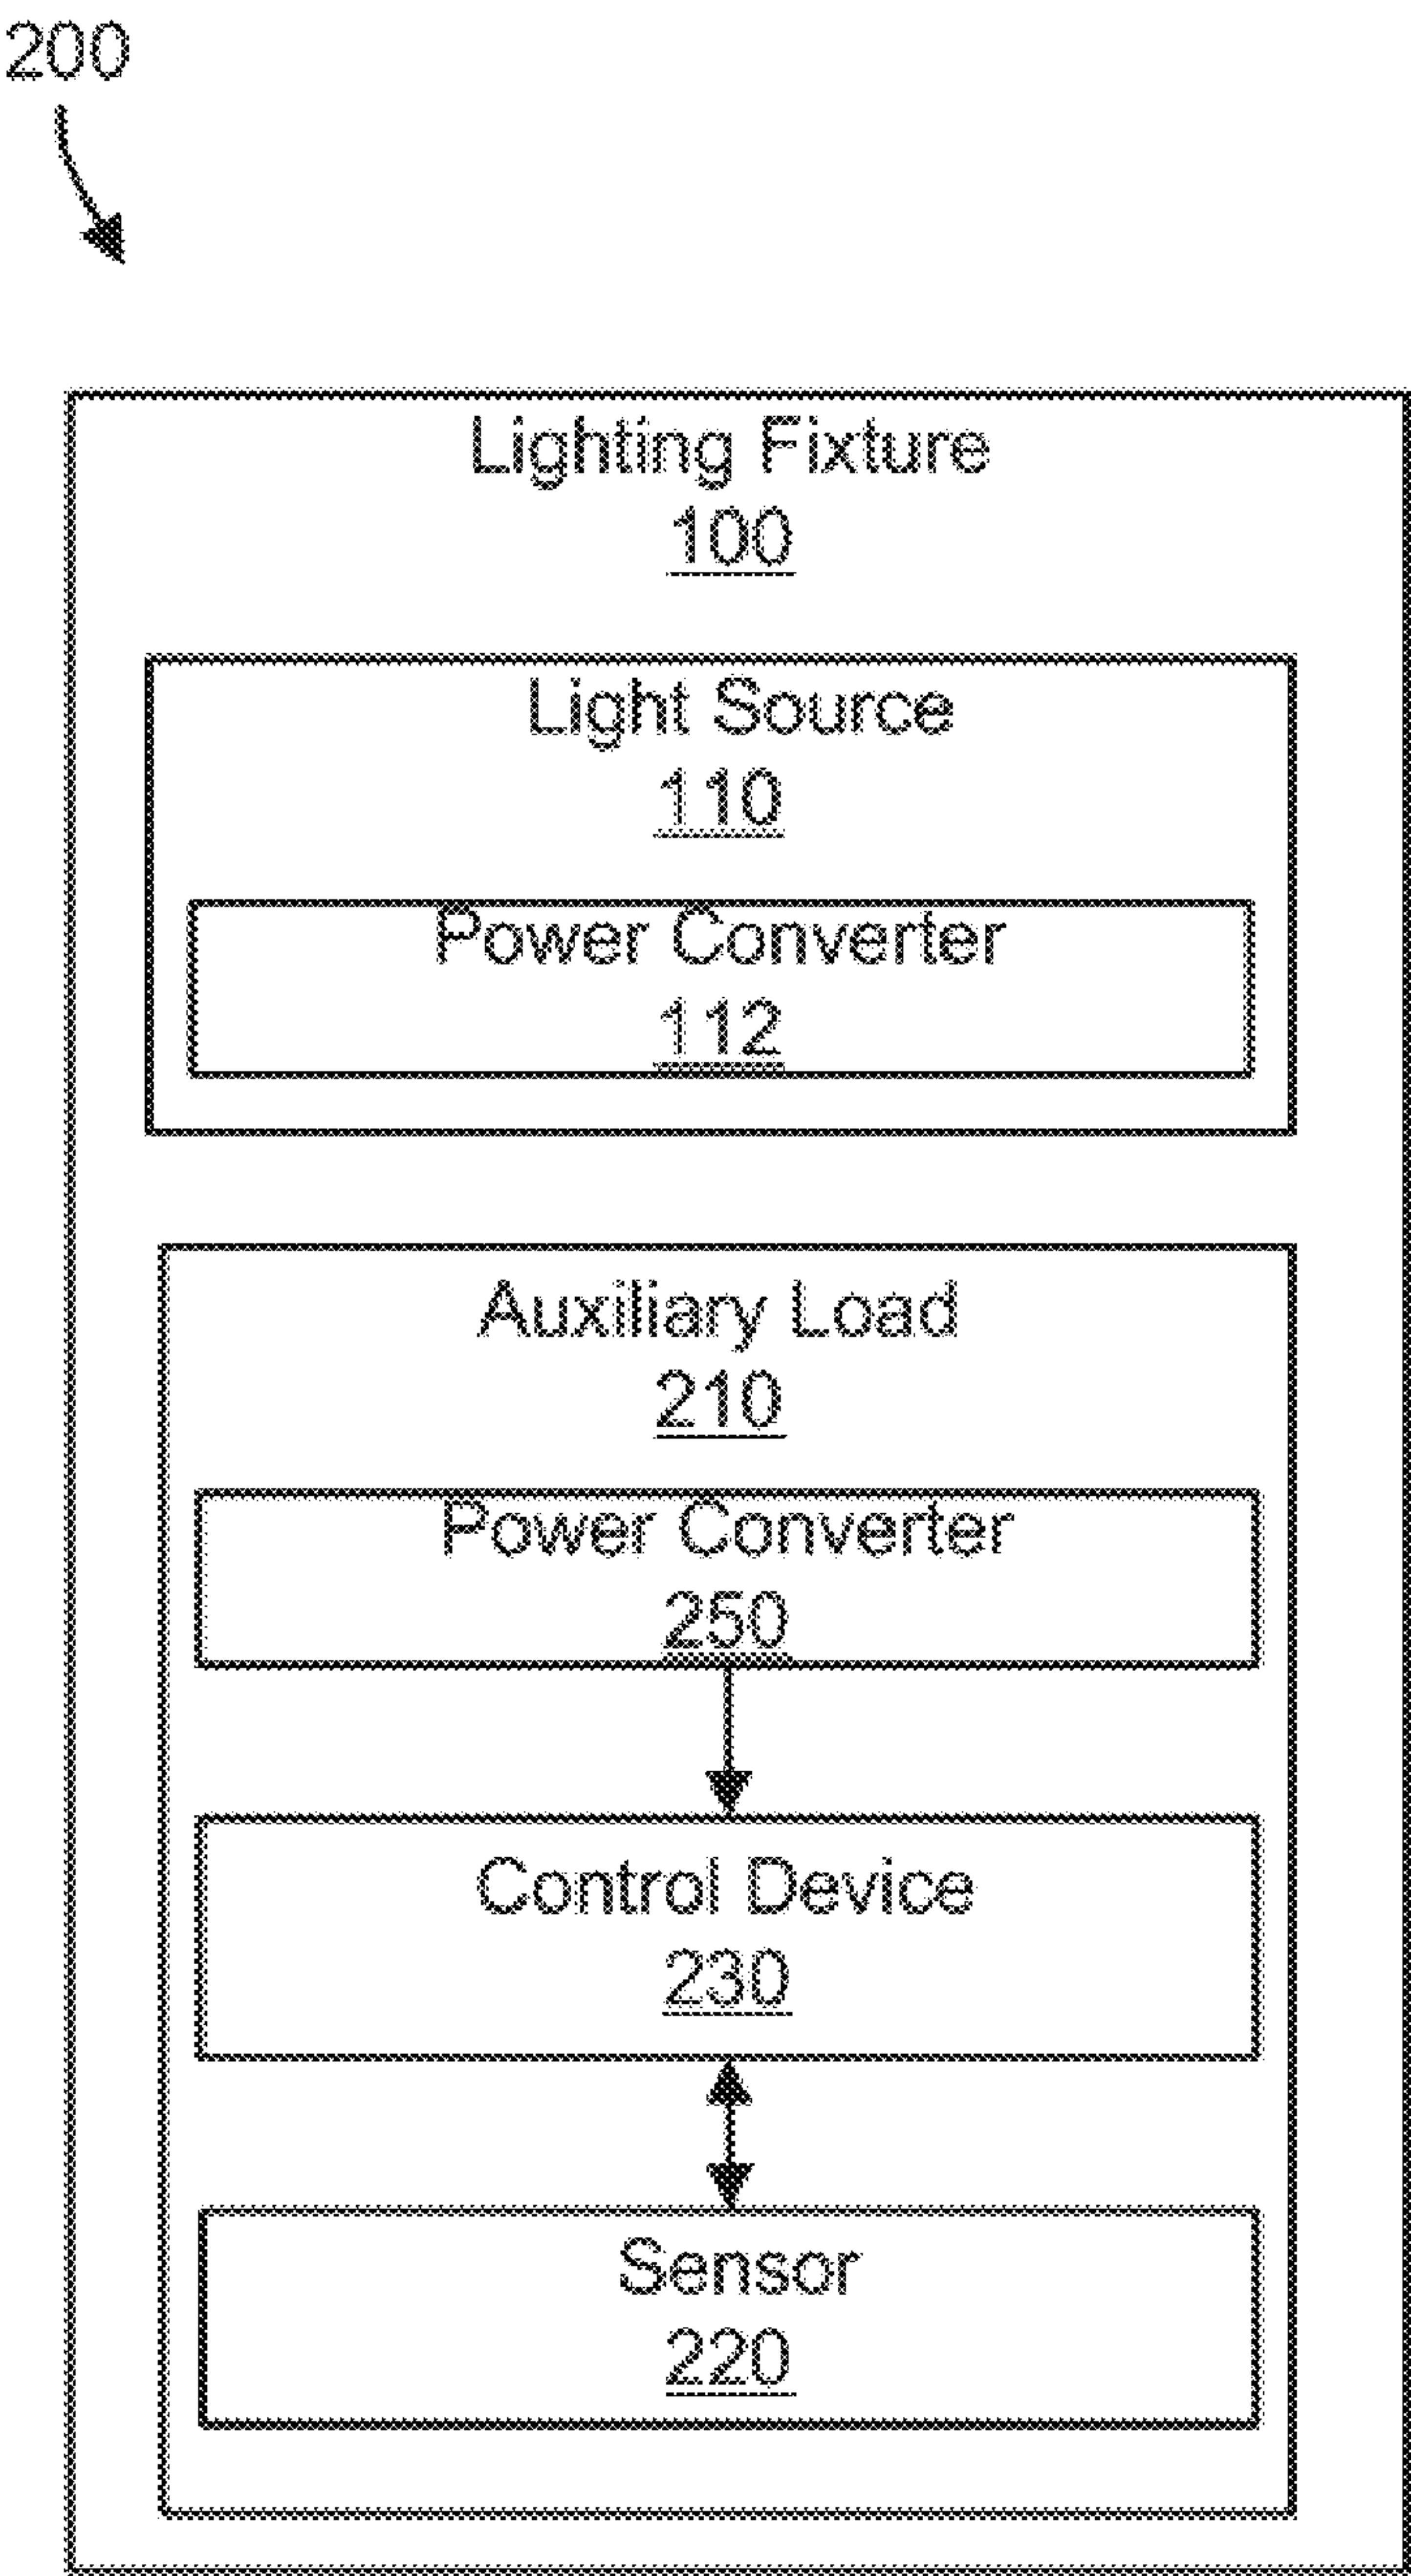 200
Lighting Fixture
100
Light Source
110
Power Converter
112
Auxiliary Load
210
Power Converter
250
Control Device
230
Sensor
220